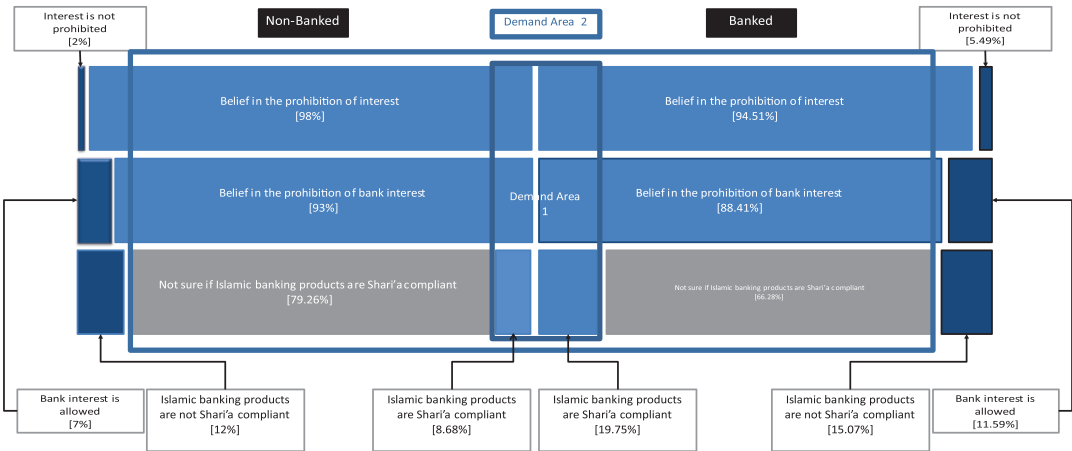 Interest is not
prohibited
[2%]
Non-Banked
Demand Area 2
Banked
Interest is not
prohibited
[5.49%]
Belief in the prohibition of interest
[98%]
Belief in the prohibition of interest
[94.51%]
Belief in the prohibition of bank interest
[93%]
Demand Area
1
Belief in the prohibition of bank interest
[88.41%]
Not sure if Islamic banking products are Shari'a compliant
[79.26%]
Not sure if Islamic banking products are Shari'a compliant
[66.28%]
Bank interest is
allowed
[7%]
Islamic banking products
are not Shari'a compliant
[12%]
Islamic banking products
are Shari'a compliant
[8.68%]
Islamic banking products
are Shari'a compliant
[19.75%]
Islamic banking products
are not Shari'a compliant
[15.07%]
Bank interest is
allowed
[11.59%]